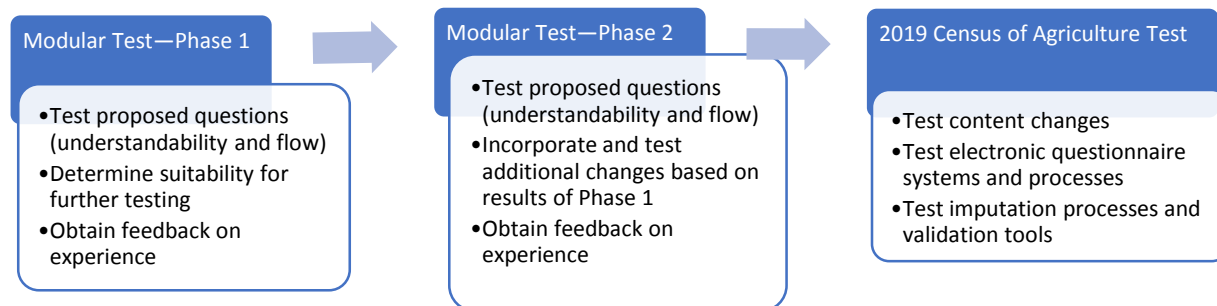 Modular Test—Phase 1
•Test proposed questions
(understandability and flow)
•Determine suitability for
further testing
•Obtain feedback on
experience
Modular Test—Phase 2
•Test proposed questions
(understandability and flow)
•Incorporate and test
additional changes based on
results of Phase 1
•Obtain feedback on
experience
2019 Census of Agriculture Test
•Test content changes
•Test electronic questionnaire
systems and processes
•Test imputation processes and
validation tools